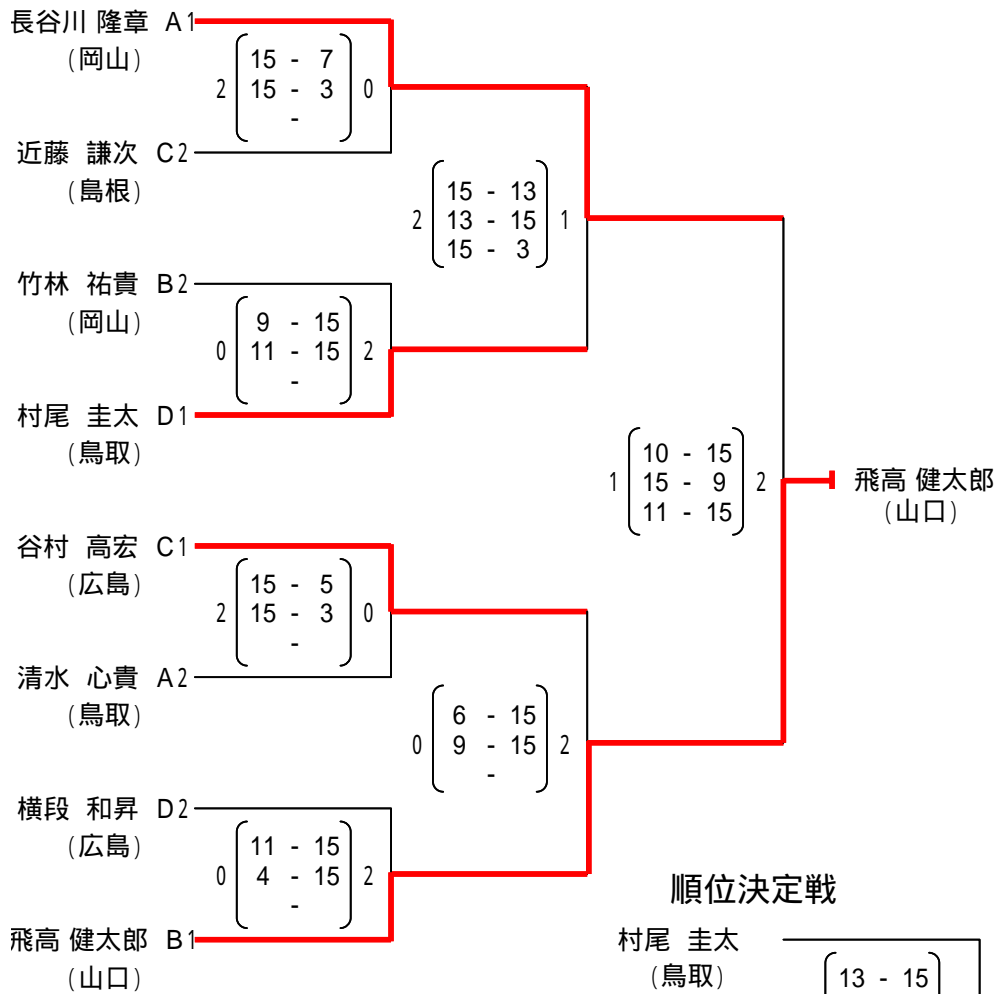 長谷川 隆章 A1
(岡山)
15 - 7
2 15 - 3 0
-
近藤 謙次 C2
(島根)
15 - 13
2 13 - 15 1
15 - 3
竹林 祐貴 B2
(岡山)
9 - 15
0 11 - 15 2
-
村尾 圭太 D1
(鳥取)
10 - 15
1 15 - 9 2
11 - 15
飛高 健太郎
(山口)
谷村 高宏 C1
(広島)
15 - 5
2 15 - 3 0
-
清水 心貴 A2
(鳥取)
6 - 15
0 9 - 15 2
-
横段 和昇 D2
(広島)
11 - 15
0 4 - 15 2
-
飛高 健太郎 B1
(山口)
順位決定戦
村尾 圭太
(鳥取)
13 - 15